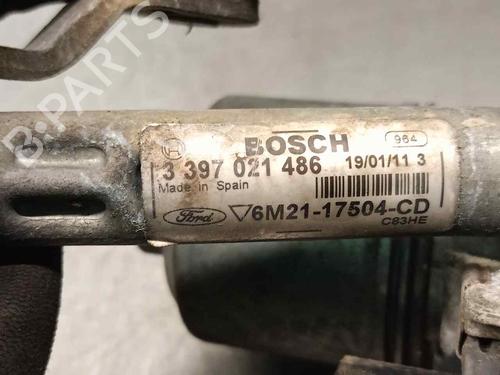 BOSCH 964
3 397 021 486 19/01/11 3
Made in Spain
Ford 6M21-17504-CD
C83HE
B-PARTS